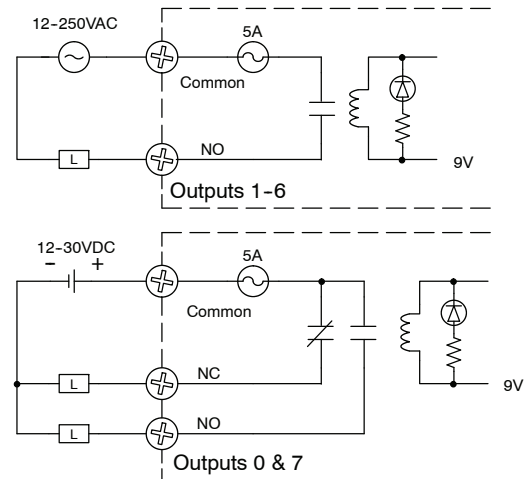 12-250VAC
5A
Common
L
NO
9V
Outputs 1-6
12-30VDC
- +
5A
Common
L
NC
9V
L
NO
Outputs 0 & 7